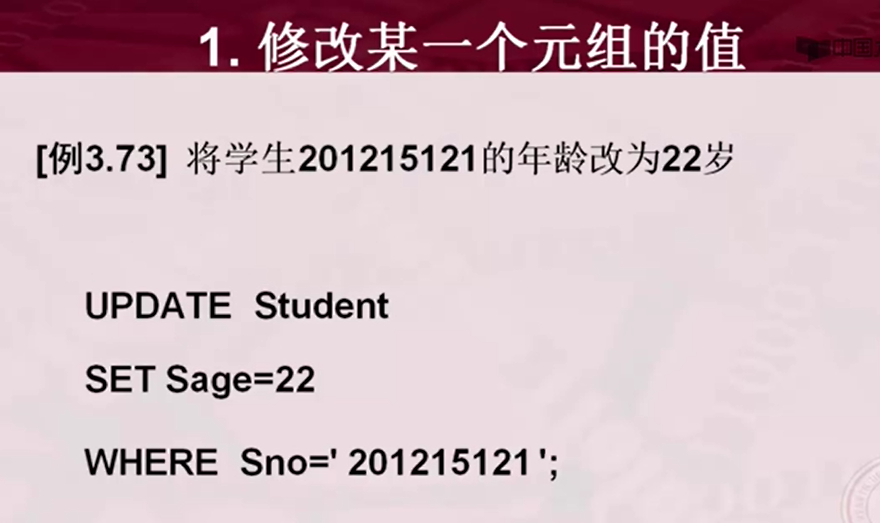 1. 修改某一个元组的值
中国
[例3.73] 将学生201215121的年龄改为22岁
UPDATE Student
SET Sage=22
WHERE Sno=' 201215121 ';